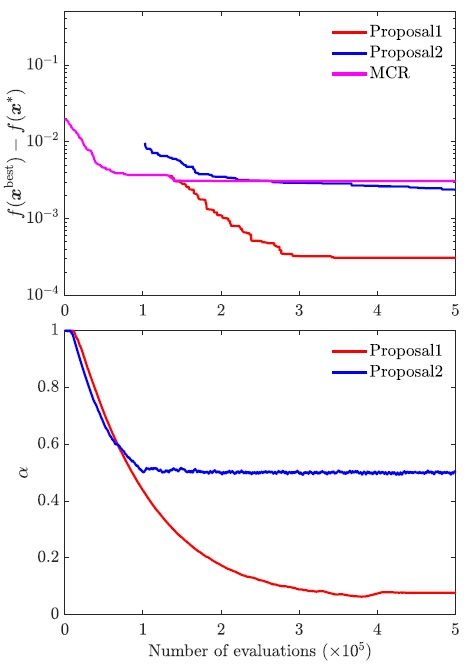 Proposal1
Proposal2
MCR
10⁻¹
10⁻²
10⁻³
10⁻⁴
f(x^best) − f(x*)
0 1 2 3 4 5
Proposal1
Proposal2
1
0.8
0.6
0.4
0.2
0
α
0 1 2 3 4 5
Number of evaluations (×10⁵)